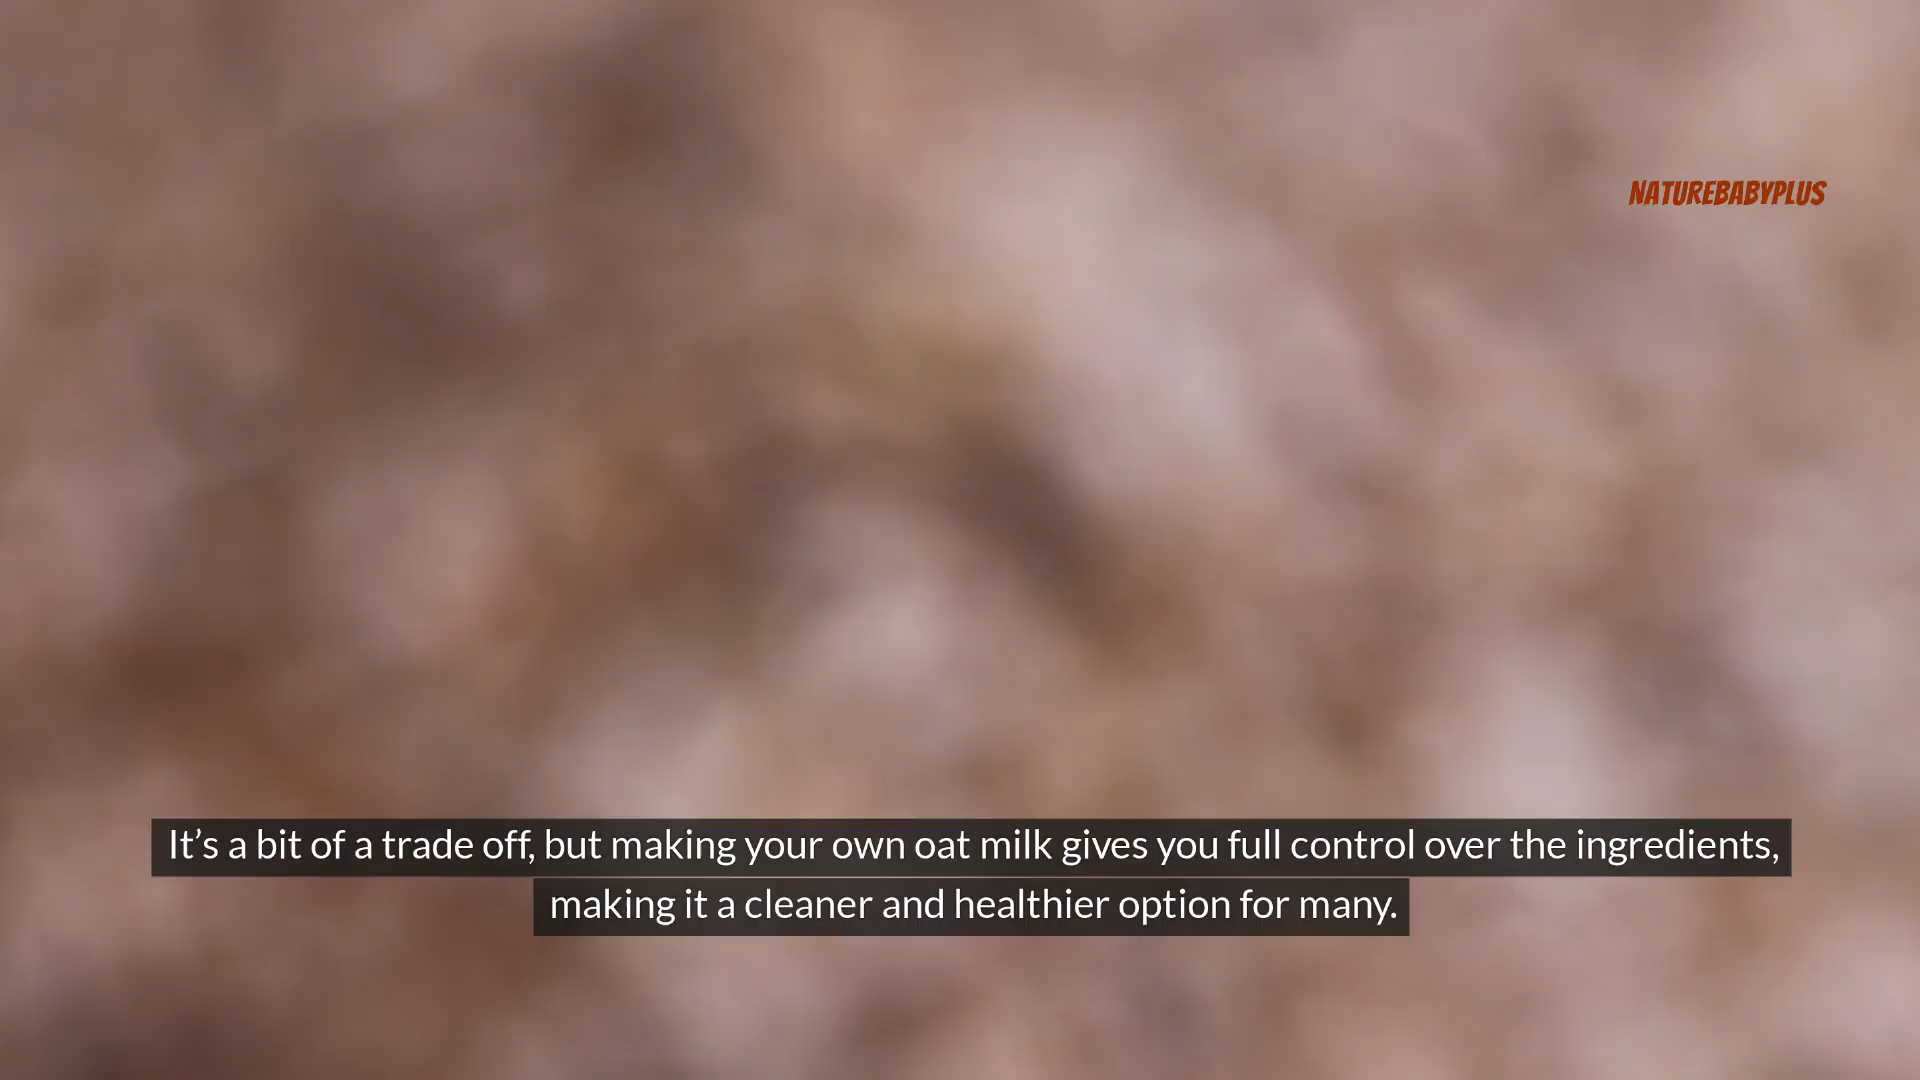 NATUREBABYPLUS
It’s a bit of a trade off, but making your own oat milk gives you full control over the ingredients,
making it a cleaner and healthier option for many.